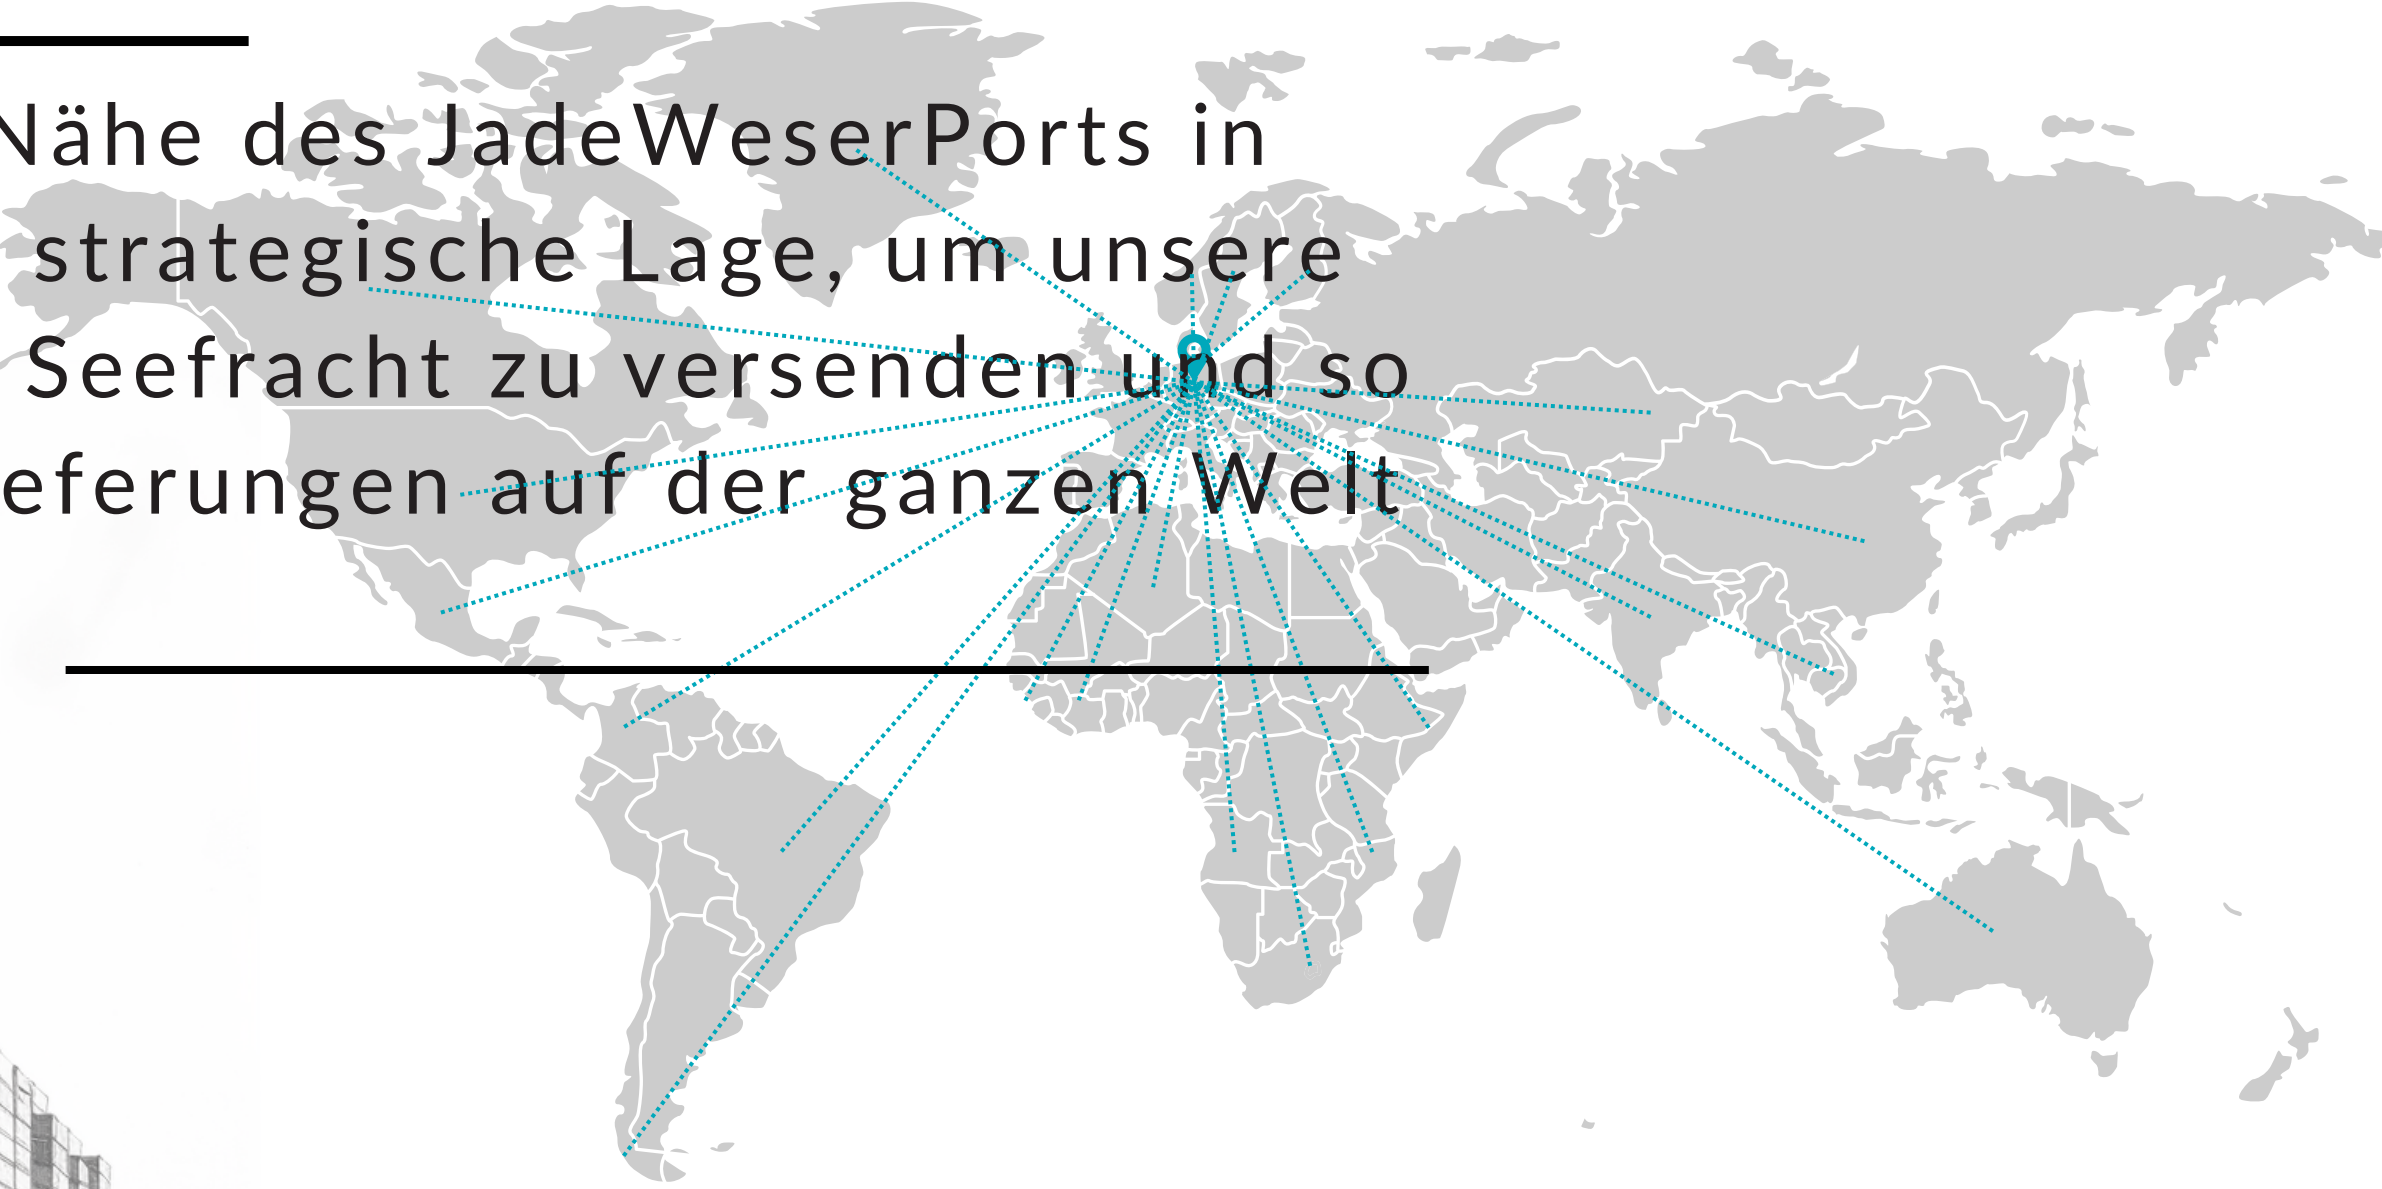 Nähe des JadeWeserPorts in
strategische Lage, um unsere
Seefracht zu versenden und so
eferungen auf der ganzen Welt